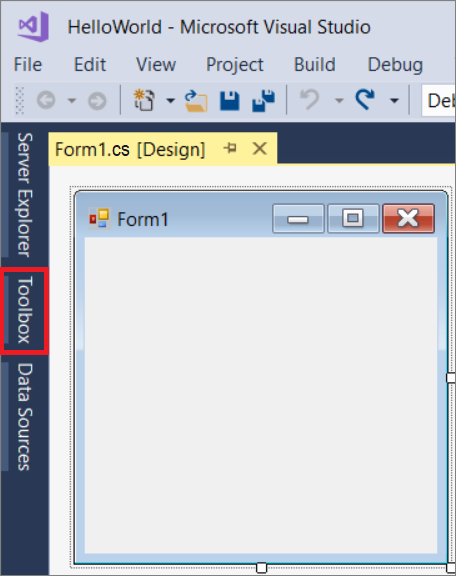 HelloWorld - Microsoft Visual Studio
File Edit View Project Build Debug
Form1.cs [Design]
Server Explorer
Form1
Toolbox
Data Sources